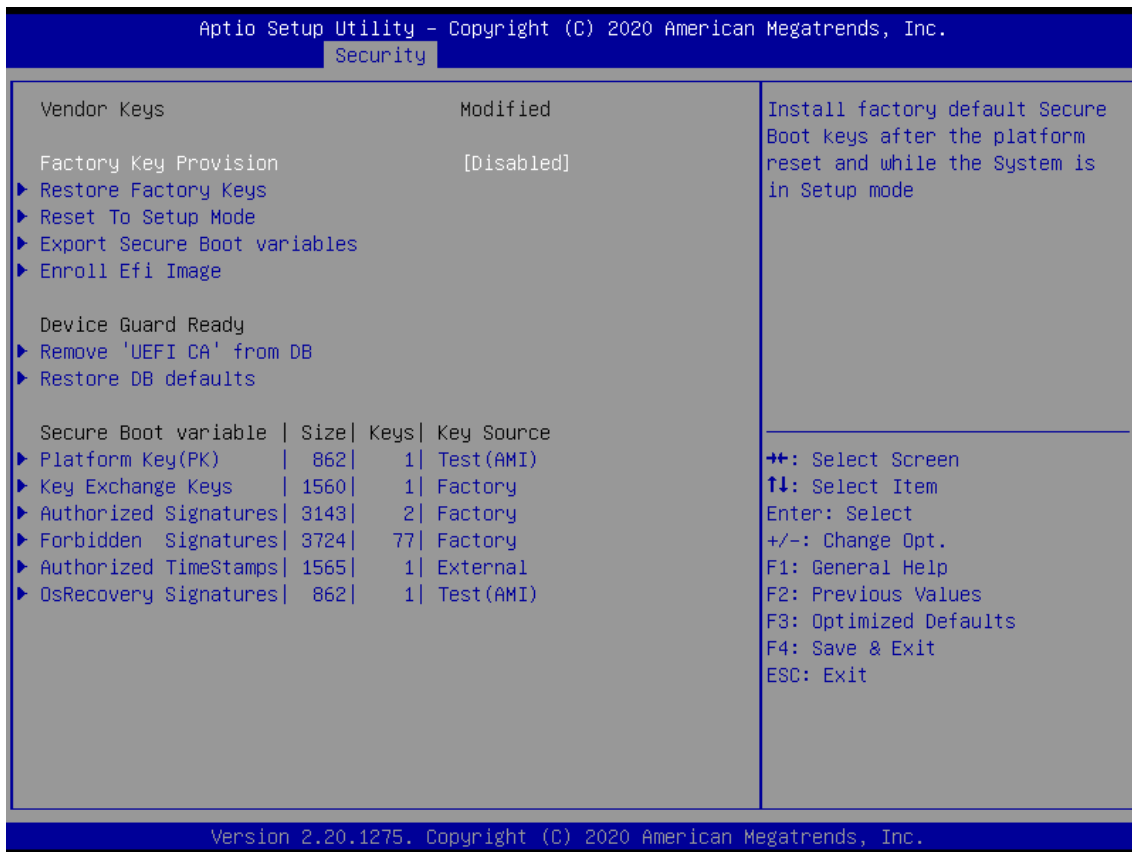 Aptio Setup Utility – Copyright (C) 2020 American Megatrends, Inc.
Security
Vendor Keys Modified
Factory Key Provision [Disabled]
Restore Factory Keys
Reset To Setup Mode
Export Secure Boot variables
Enroll Efi Image
Device Guard Ready
Remove 'UEFI CA' from DB
Restore DB defaults
Secure Boot variable | Size| Keys| Key Source
Platform Key(PK) | 862| 1| Test(AMI)
Key Exchange Keys | 1560| 1| Factory
Authorized Signatures| 3143| 2| Factory
Forbidden Signatures| 3724| 77| Factory
Authorized TimeStamps| 1565| 1| External
OsRecovery Signatures| 862| 1| Test(AMI)
Install factory default Secure
Boot keys after the platform
reset and while the System is
in Setup mode
→←: Select Screen
↑↓: Select Item
Enter: Select
+/-: Change Opt.
F1: General Help
F2: Previous Values
F3: Optimized Defaults
F4: Save & Exit
ESC: Exit
Version 2.20.1275. Copyright (C) 2020 American Megatrends, Inc.